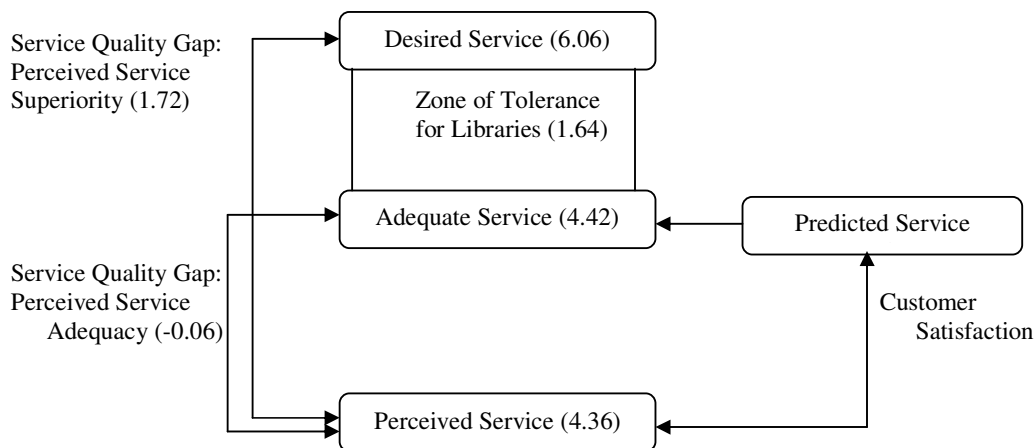 Service Quality Gap:
Perceived Service
Superiority (1.72)
Desired Service (6.06)
Zone of Tolerance
for Libraries (1.64)
Adequate Service (4.42)
Predicted Service
Service Quality Gap:
Perceived Service
Adequacy (-0.06)
Customer
Satisfaction
Perceived Service (4.36)